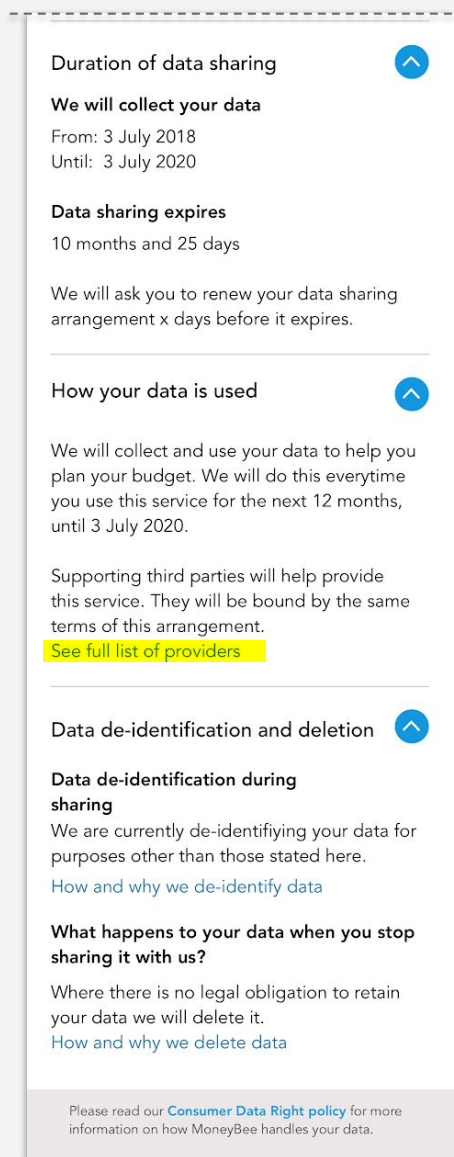 Duration of data sharing
We will collect your data
From: 3 July 2018
Until: 3 July 2020
Data sharing expires
10 months and 25 days
We will ask you to renew your data sharing
arrangement x days before it expires.
How your data is used
We will collect and use your data to help you
plan your budget. We will do this everytime
you use this service for the next 12 months,
until 3 July 2020.
Supporting third parties will help provide
this service. They will be bound by the same
terms of this arrangement.
See full list of providers
Data de-identification and deletion
Data de-identification during
sharing
We are currently de-identifiying your data for
purposes other than those stated here.
How and why we de-identify data
What happens to your data when you stop
sharing it with us?
Where there is no legal obligation to retain
your data we will delete it.
How and why we delete data
Please read our Consumer Data Right policy for more
information on how MoneyBee handles your data.